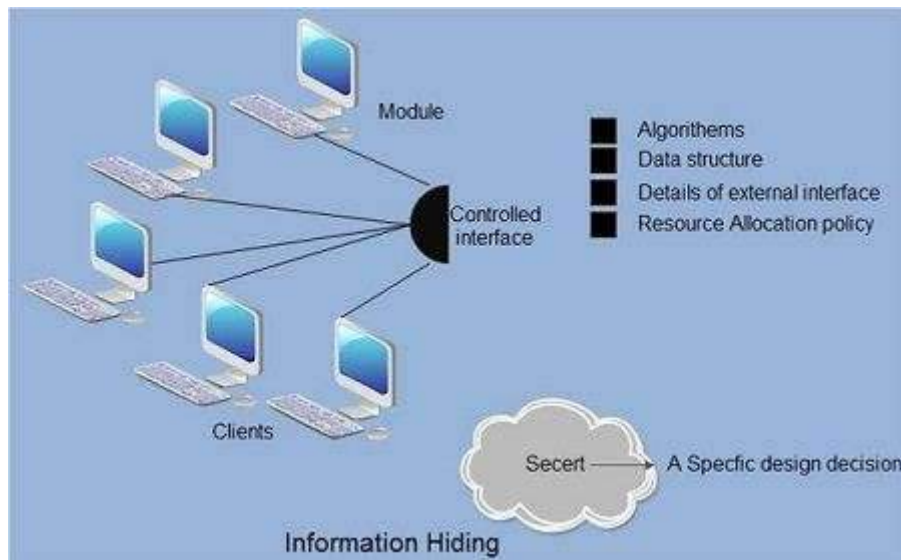 Module
Algorithems
Data structure
Details of external interface
Resource Allocation policy
Controlled
interface
Clients
Secert
A Specfic design decision
Information Hiding